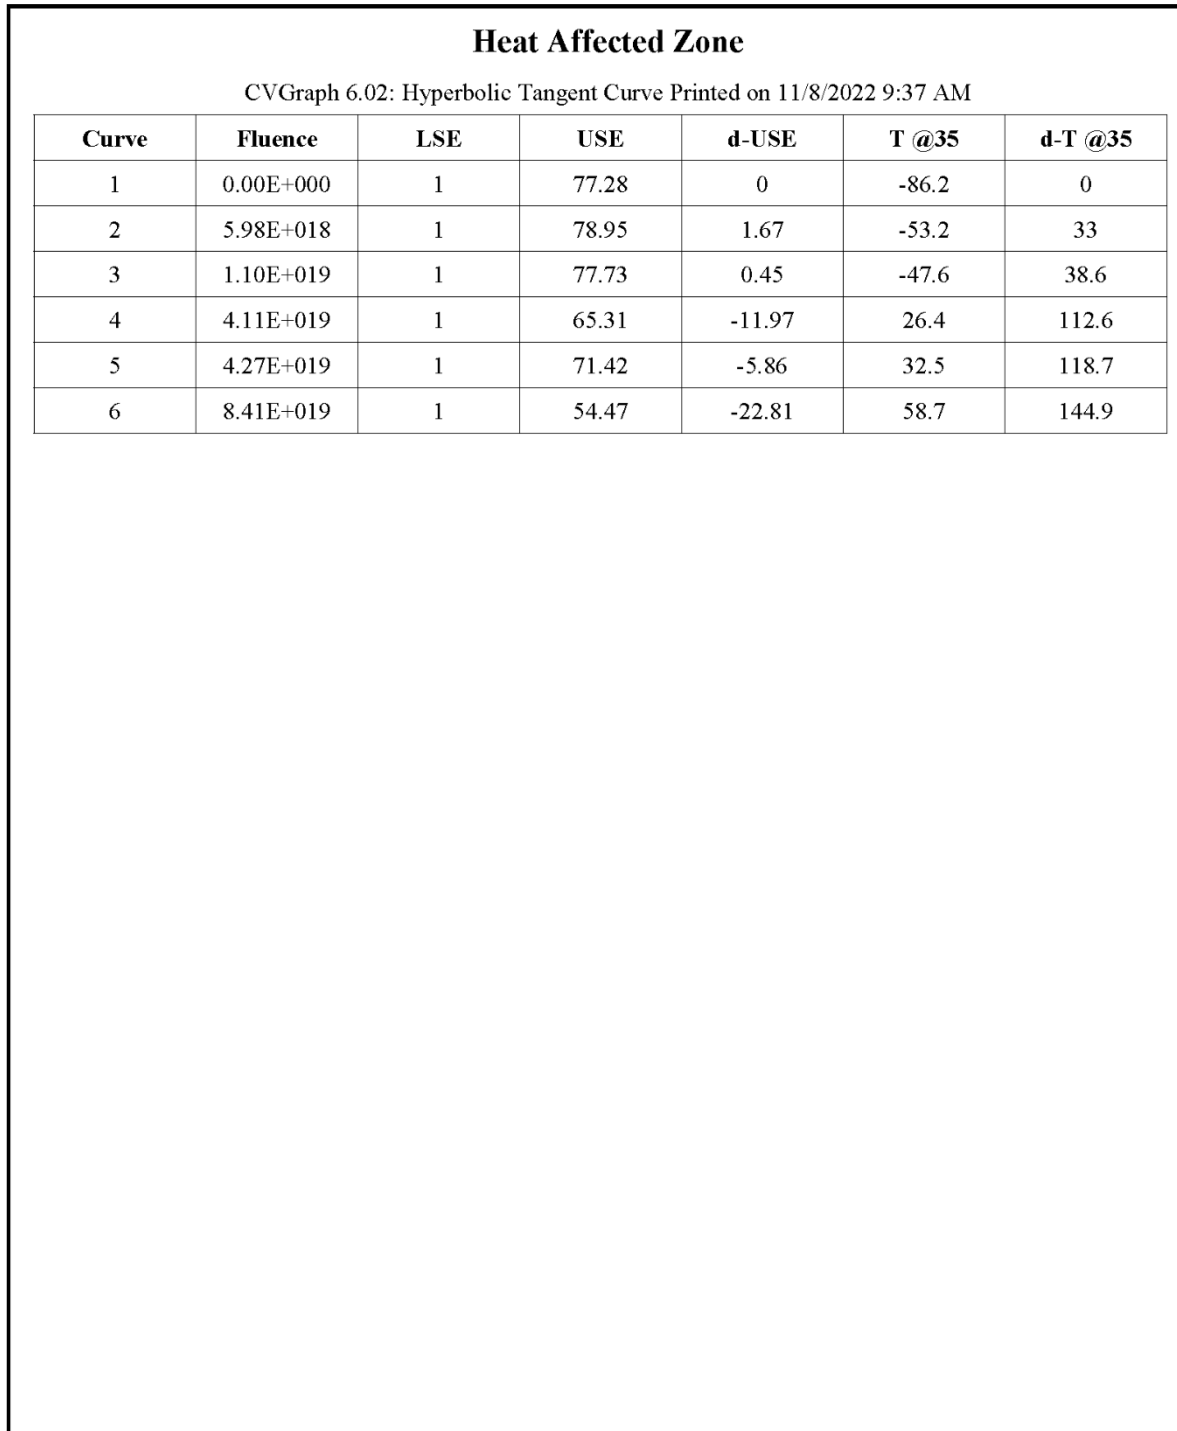 Heat Affected Zone
CVGraph 6.02: Hyperbolic Tangent Curve Printed on 11/8/2022 9:37 AM
Curve Fluence LSE USE d-USE T @35 d-T @35
1 0.00E+000 1 77.28 0 -86.2 0
2 5.98E+018 1 78.95 1.67 -53.2 33
3 1.10E+019 1 77.73 0.45 -47.6 38.6
4 4.11E+019 1 65.31 -11.97 26.4 112.6
5 4.27E+019 1 71.42 -5.86 32.5 118.7
6 8.41E+019 1 54.47 -22.81 58.7 144.9